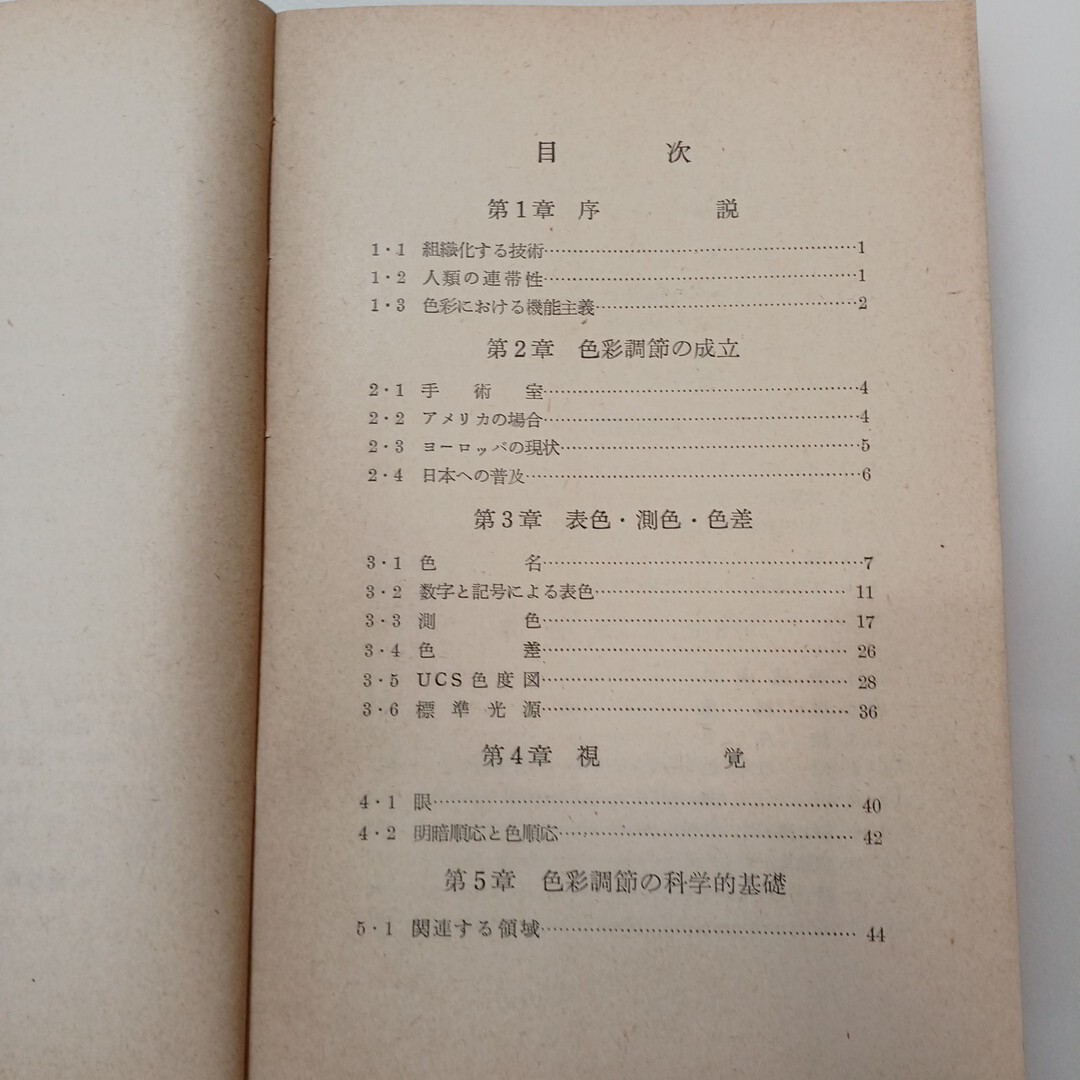 目次
第1章 序説
1・1 組織化する技術……1
1・2 人類の連帯性……1
1・3 色彩における機能主義……2
第2章 色彩調節の成立
2・1 手術室……4
2・2 アメリカの場合……4
2・3 ヨーロッパの現状……5
2・4 日本への普及……6
第3章 表色・測色・色差
3・1 色名……7
3・2 数字と記号による表色……11
3・3 測色……17
3・4 色差……26
3・5 UCS色度図……28
3・6 標準光源……36
第4章 視覚
4・1 眼……40
4・2 明暗順応と色順応……42
第5章 色彩調節の科学的基礎
5・1 関連する領域……44